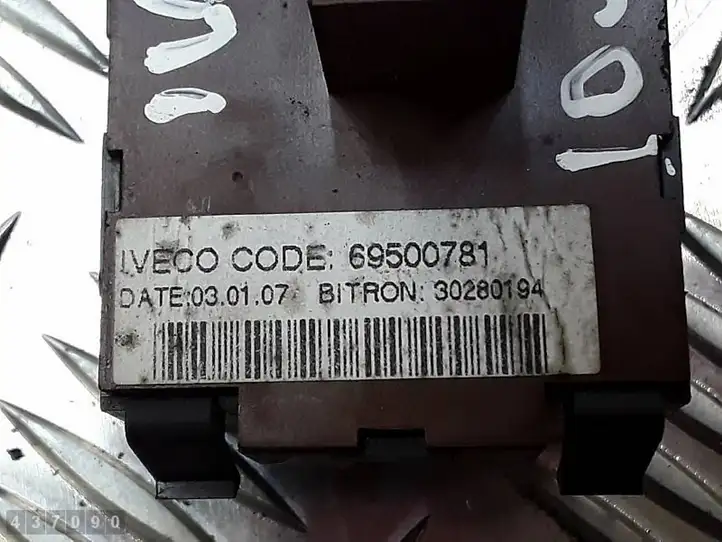 IVECO CODE: 69500781
DATE:03.01.07 BITRON: 30280194
437090